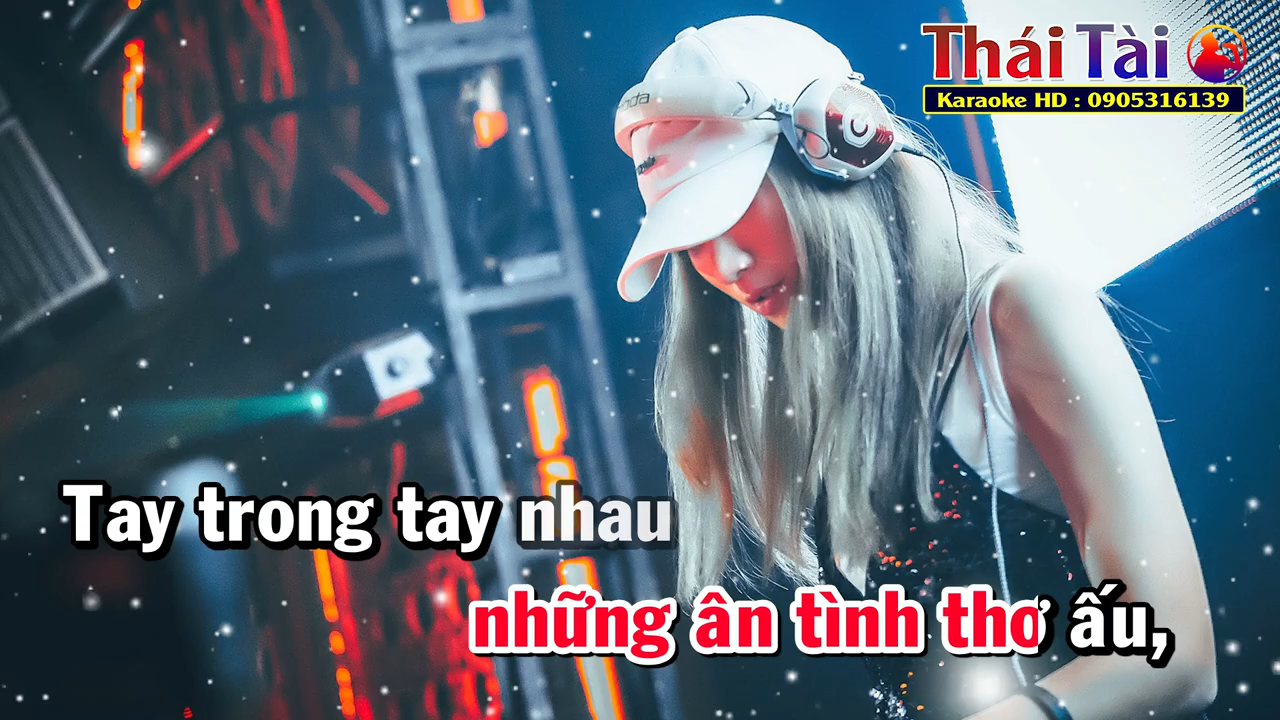 Thái Tài
Karaoke HD : 0905316139
Tay trong tay nhau
những ân tình thơ ấu,